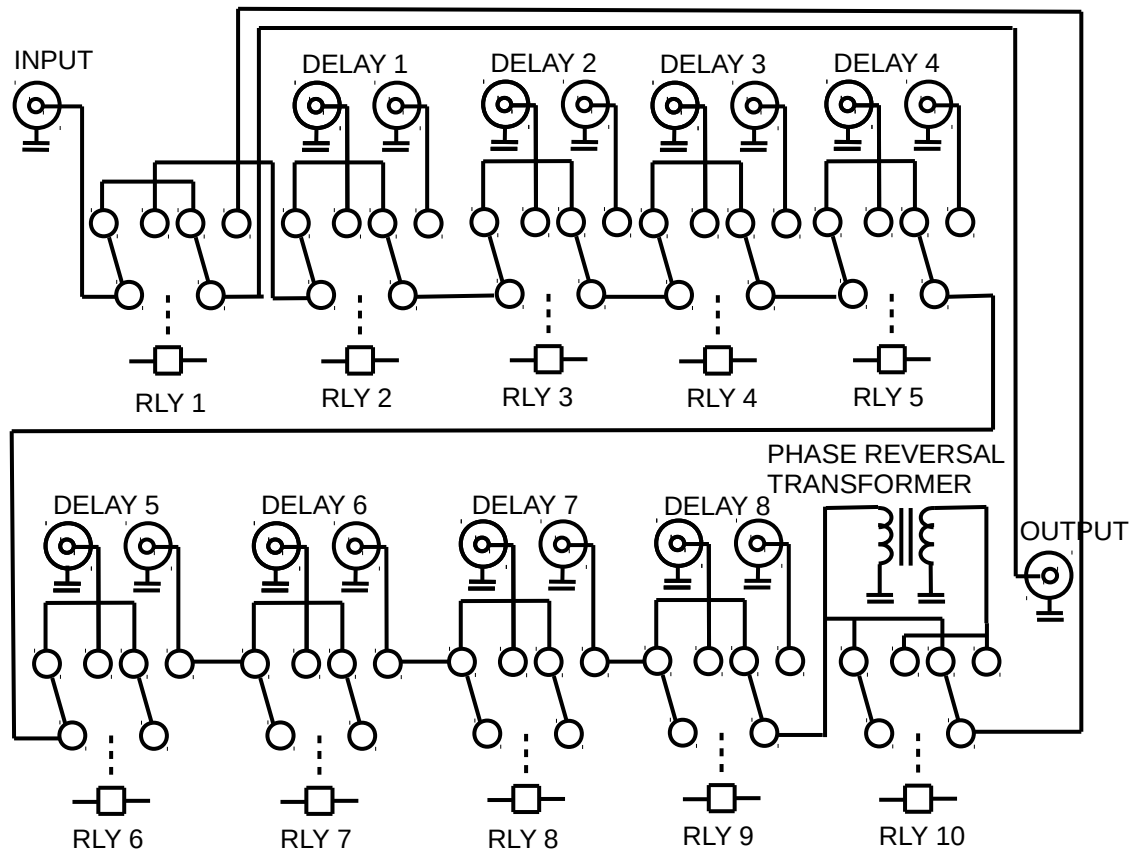 INPUT
DELAY 1
DELAY 2
DELAY 3
DELAY 4
RLY 1
RLY 2
RLY 3
RLY 4
RLY 5
PHASE REVERSAL
TRANSFORMER
DELAY 5
DELAY 6
DELAY 7
DELAY 8
OUTPUT
RLY 6
RLY 7
RLY 8
RLY 9
RLY 10